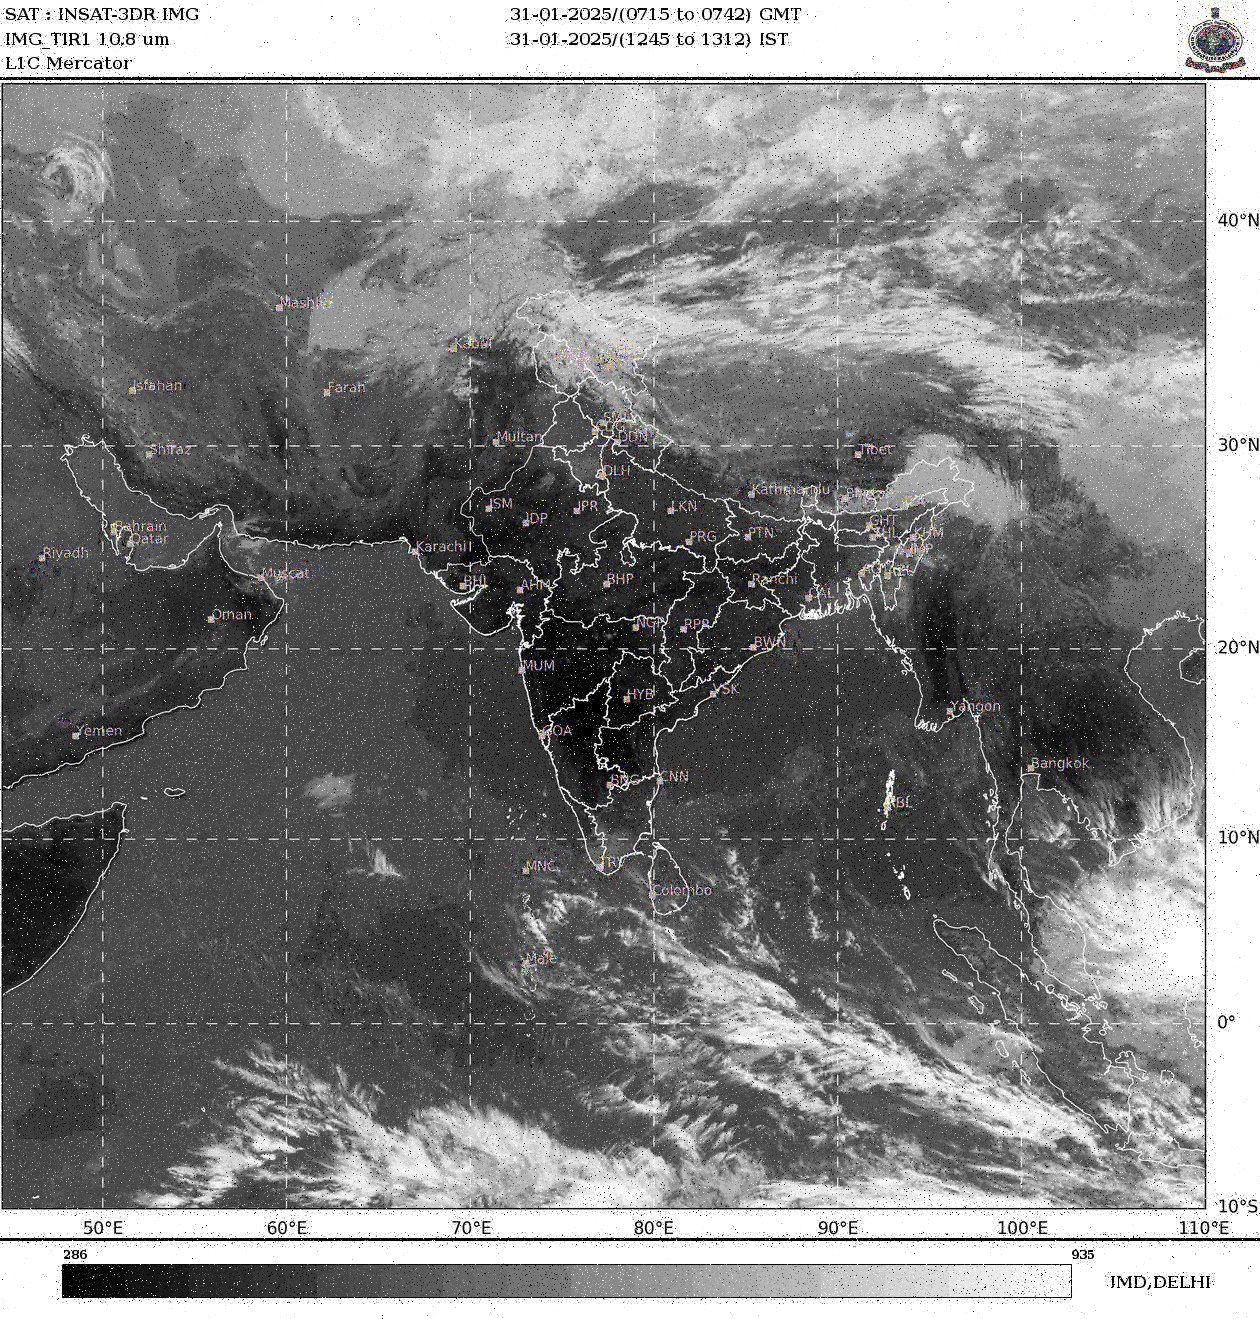 SAT : INSAT-3DR IMG
31-01-2025/(0715 to 0742) GMT
IMG_TIR1 10.8 um
31-01-2025/(1245 to 1312) IST
L1C Mercator
40°N
Mashhad
Kabul
Isfahan
Farah
Multan
DDN
30°N
Shiraz
Tibet
DLH
Kathmandu
JSM
JPR
LKN
JDP
Bahrain
GHT
Qatar
PRG
PTN
Riyadh
Karachi
Muscat
BHJ
AHM
BHP
Ranchi
CAL
Oman
NGP
RPR
BWN
20°N
MUM
HYB
VSK
Yangon
Yemen
GOA
Bangkok
BNG
CNN
PBL
10°N
MNC
TRV
Colombo
Male
0°
10°S
50°E
60°E
70°E
80°E
90°E
100°E
110°E
286
935
IMD,DELHI